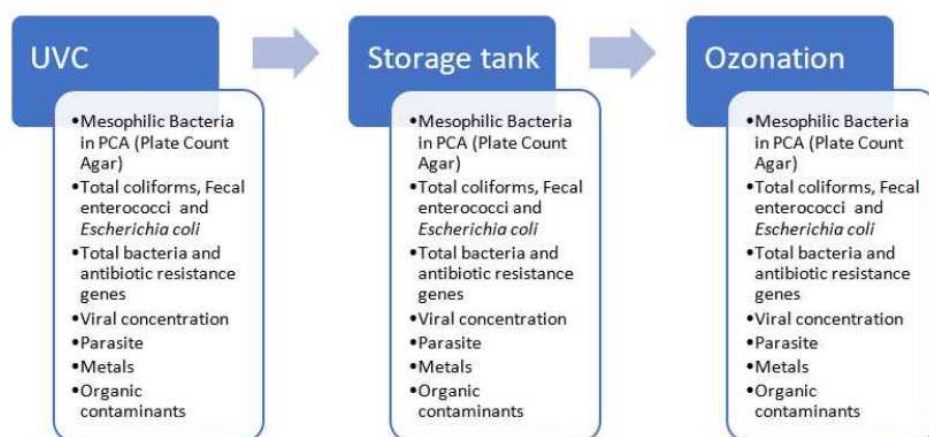 UVC
•Mesophilic Bacteria
in PCA (Plate Count
Agar)
•Total coliforms, Fecal
enterococci and
Escherichia coli
•Total bacteria and
antibiotic resistance
genes
•Viral concentration
•Parasite
•Metals
•Organic
contaminants
Storage tank
•Mesophilic Bacteria
in PCA (Plate Count
Agar)
•Total coliforms, Fecal
enterococci and
Escherichia coli
•Total bacteria and
antibiotic resistance
genes
•Viral concentration
•Parasite
•Metals
•Organic
contaminants
Ozonation
•Mesophilic Bacteria
in PCA (Plate Count
Agar)
•Total coliforms, Fecal
enterococci and
Escherichia coli
•Total bacteria and
antibiotic resistance
genes
•Viral concentration
•Parasite
•Metals
•Organic
contaminants